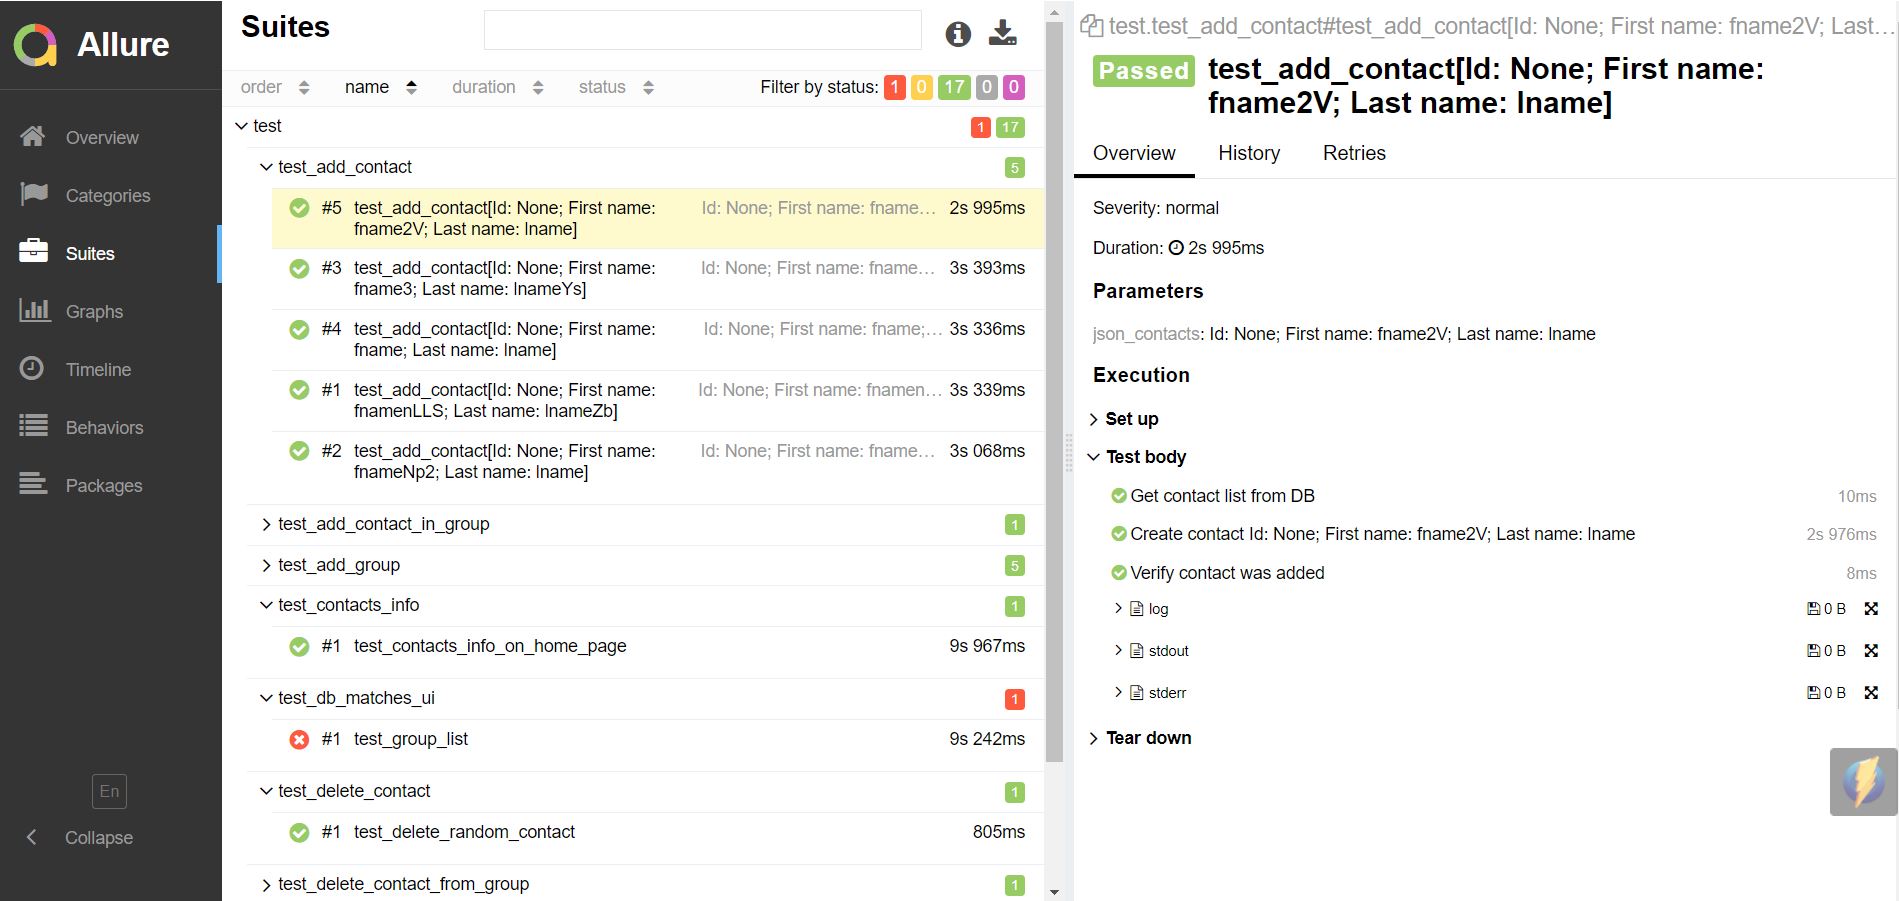 Allure
Overview
Categories
Suites
Graphs
Timeline
Behaviors
Packages
En
Collapse
Suites
order name duration status Filter by status: 1 0 17 0 0
test 1 17
test_add_contact 5
#5 test_add_contact[Id: None; First name: Id: None; First name: fname… 2s 995ms
fname2V; Last name: lname]
#3 test_add_contact[Id: None; First name: Id: None; First name: fname… 3s 393ms
fname3; Last name: lnameYs]
#4 test_add_contact[Id: None; First name: Id: None; First name: fname;… 3s 336ms
fname; Last name: lname]
#1 test_add_contact[Id: None; First name: Id: None; First name: fnamen… 3s 339ms
fnamenLLS; Last name: lnameZb]
#2 test_add_contact[Id: None; First name: Id: None; First name: fname… 3s 068ms
fnameNp2; Last name: lname]
test_add_contact_in_group 1
test_add_group 5
test_contacts_info 1
#1 test_contacts_info_on_home_page 9s 967ms
test_db_matches_ui 1
#1 test_group_list 9s 242ms
test_delete_contact 1
#1 test_delete_random_contact 805ms
test_delete_contact_from_group 1
test.test_add_contact#test_add_contact[Id: None; First name: fname2V; Last…
Passed test_add_contact[Id: None; First name:
fname2V; Last name: lname]
Overview History Retries
Severity: normal
Duration: 2s 995ms
Parameters
json_contacts: Id: None; First name: fname2V; Last name: lname
Execution
Set up
Test body
Get contact list from DB 10ms
Create contact Id: None; First name: fname2V; Last name: lname 2s 976ms
Verify contact was added 8ms
log 0 B
stdout 0 B
stderr 0 B
Tear down